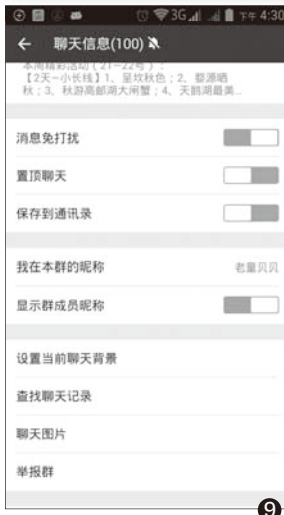 3G 下午 4:30
聊天信息(100)
本周精彩活动（21-22号）：
【2天-小长线】1、呈坎秋色；2、婺源晒
秋；3、秋游高邮湖大闸蟹；4、天鹅湖最美...
消息免打扰
置顶聊天
保存到通讯录
我在本群的昵称 老童贝贝
显示群成员昵称
设置当前聊天背景
查找聊天记录
聊天图片
举报群
9